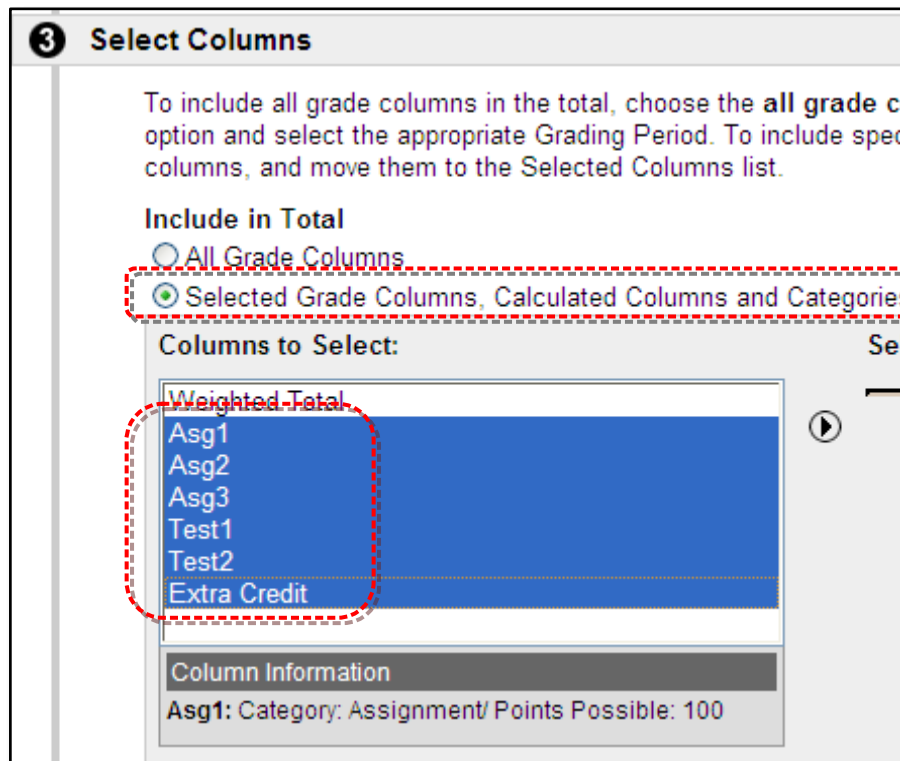 3 Select Columns
To include all grade columns in the total, choose the all grade c
option and select the appropriate Grading Period. To include spec
columns, and move them to the Selected Columns list.
Include in Total
All Grade Columns
Selected Grade Columns, Calculated Columns and Categories
Columns to Select:
Se
Weighted Total
Asg1
Asg2
Asg3
Test1
Test2
Extra Credit
Column Information
Asg1: Category: Assignment/ Points Possible: 100